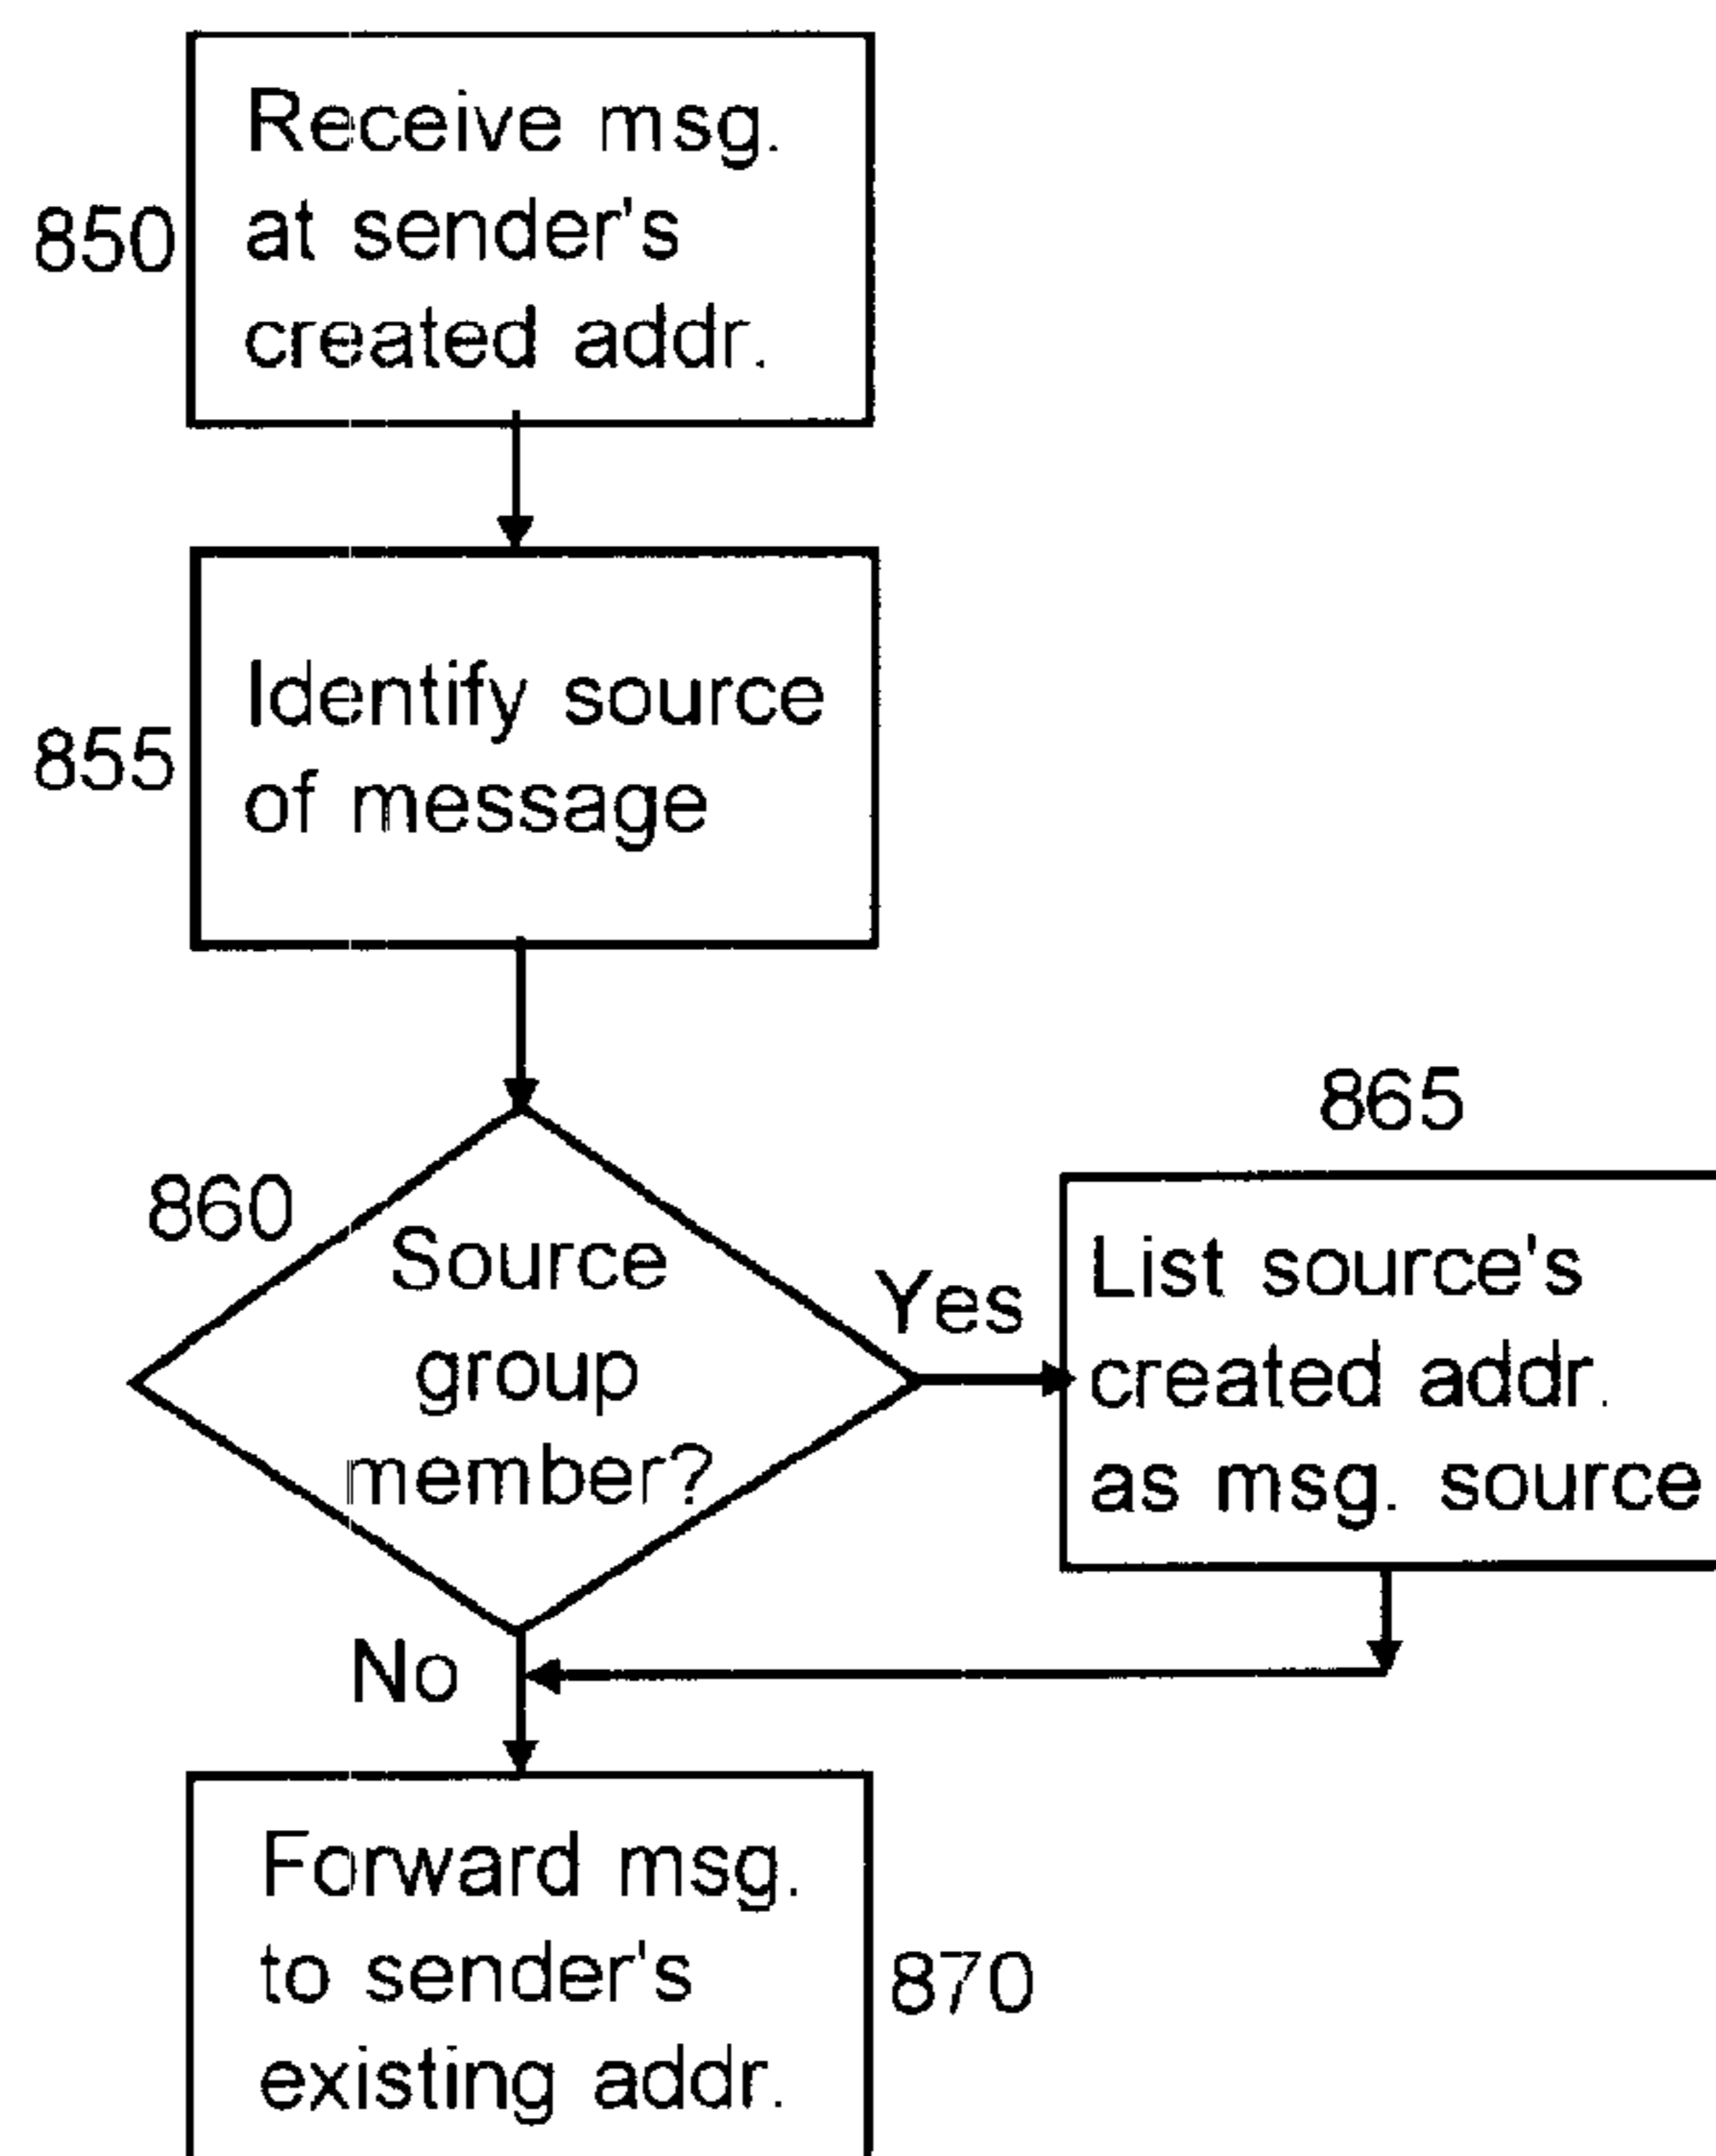 850
Receive msg.
at sender's
created addr.
855
Identify source
of message
860
Source
group
member?
Yes
865
List source's
created addr.
as msg. source
No
Forward msg.
to sender's
existing addr.
870